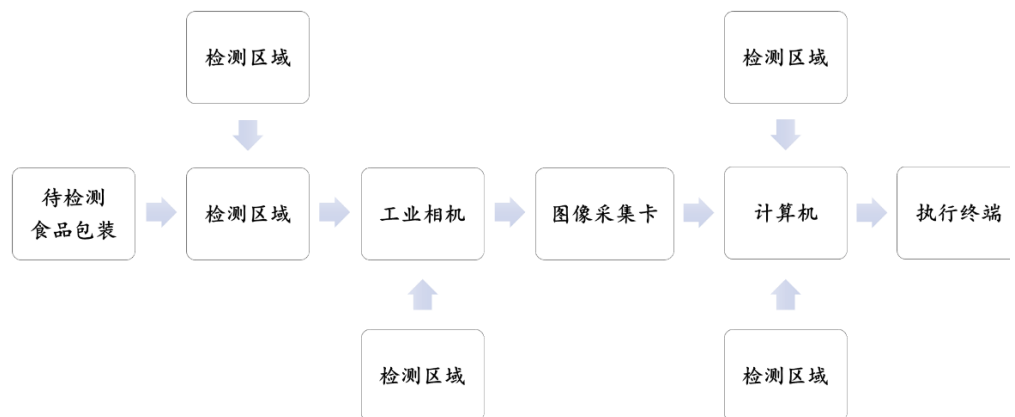 检测区域
检测区域
待检测
食品包装
检测区域
工业相机
图像采集卡
计算机
执行终端
检测区域
检测区域